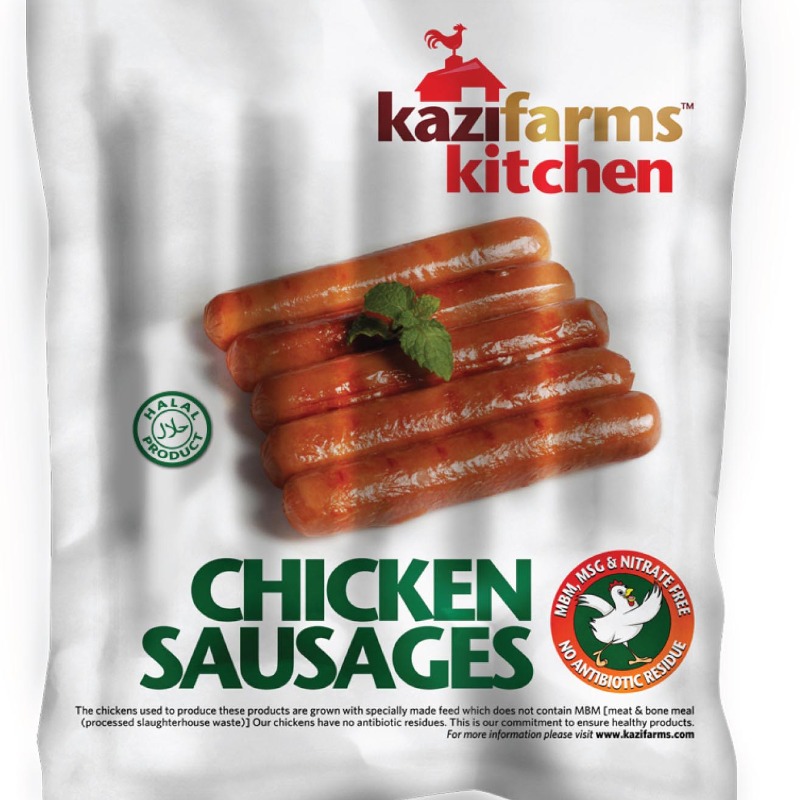 kazifarms™
kitchen
HALAL
حلال
PRODUCT
CHICKEN
SAUSAGES
MBM, MSG & NITRATE FREE
NO ANTIBIOTIC RESIDUE
The chickens used to produce these products are grown with specially made feed which does not contain MBM [meat & bone meal
(processed slaughterhouse waste)] Our chickens have no antibiotic residues. This is our commitment to ensure healthy products.
For more information please visit www.kazifarms.com